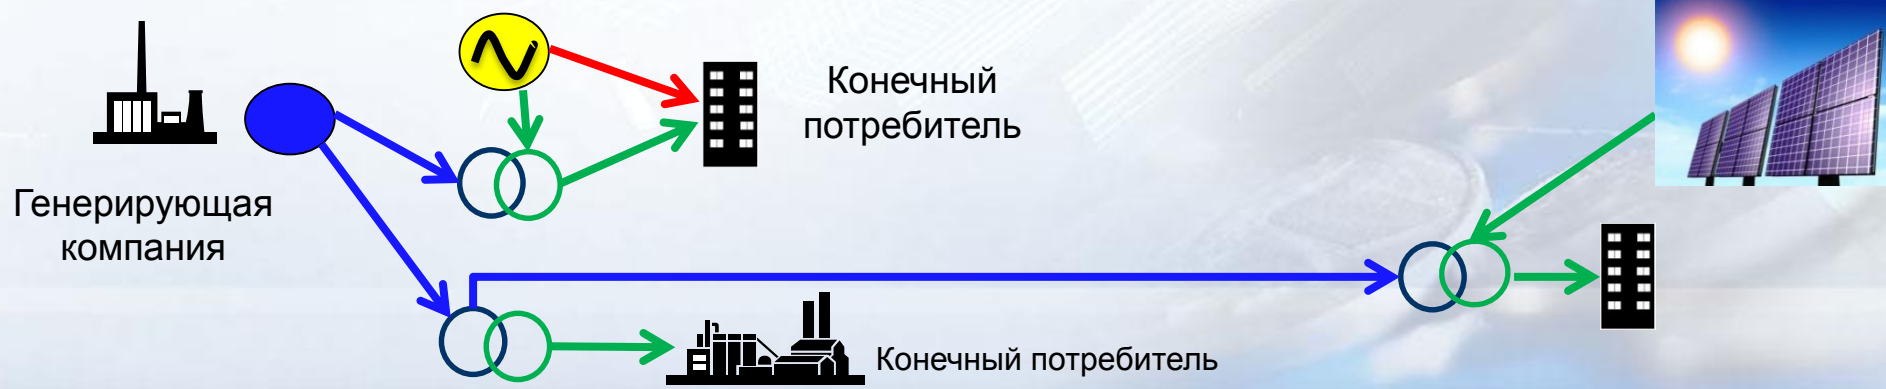 Генерирующая
компания
Конечный
потребитель
Конечный потребитель